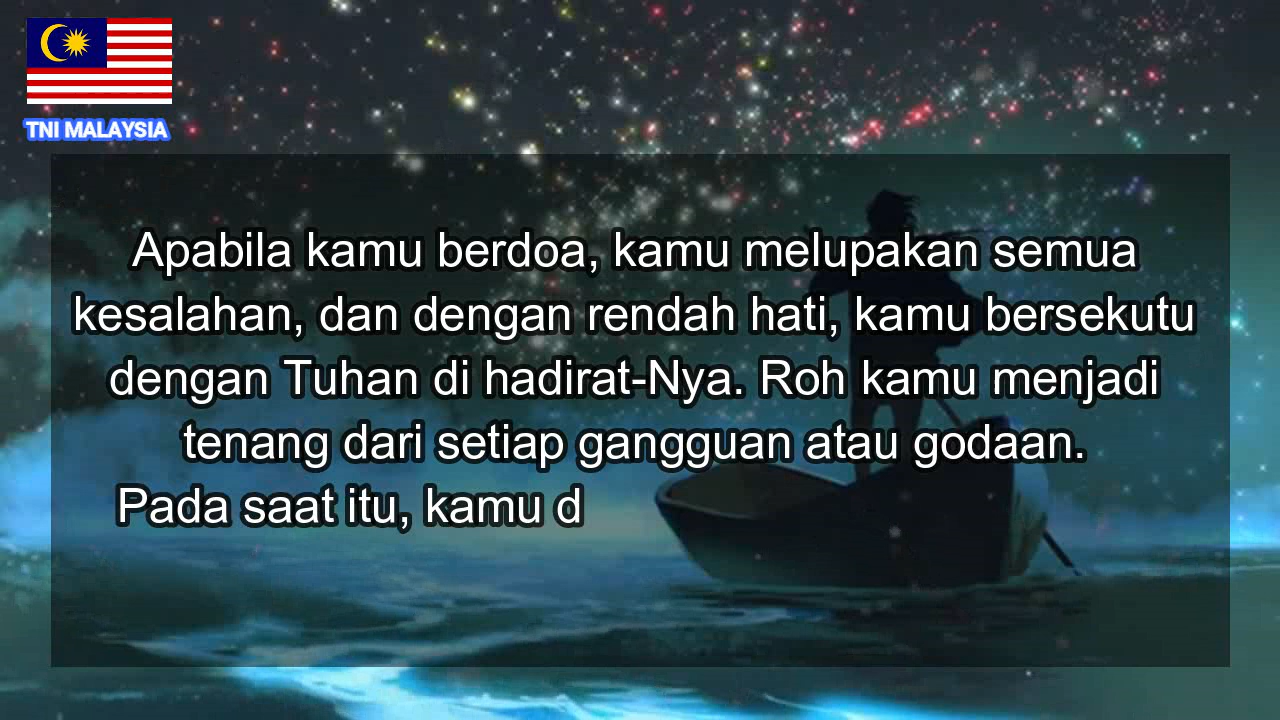 TNI MALAYSIA
Apabila kamu berdoa, kamu melupakan semua
kesalahan, dan dengan rendah hati, kamu bersekutu
dengan Tuhan di hadirat-Nya. Roh kamu menjadi
tenang dari setiap gangguan atau godaan.
Pada saat itu, kamu d